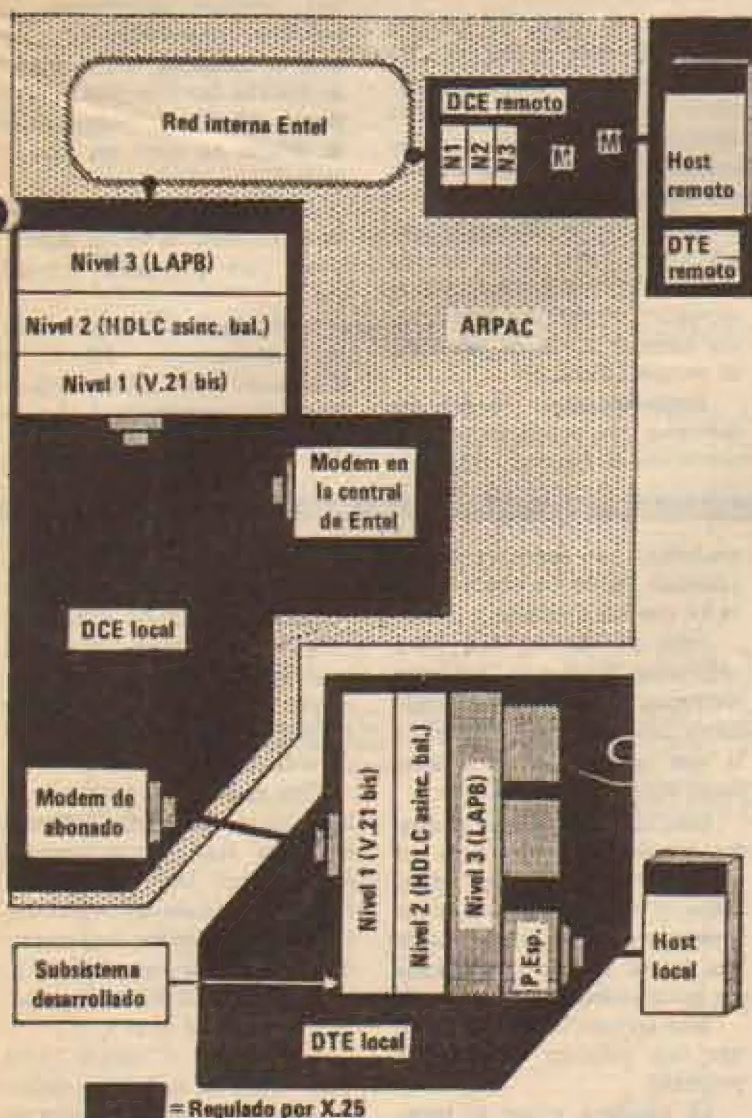 Red interna Entel
DCE remoto
N1
N2
N3
M
M
Host
remoto
DTE
remoto
Nivel 3 (LAPB)
Nivel 2 (HDLC asinc. bal.)
Nivel 1 (V.21 bis)
ARPAC
Modem en
la central
de Entel
DCE local
Modem de
abonado
Nivel 1 (V.21 bis)
Nivel 2 (HDLC asinc. bal.)
Nivel 3 (LAPB)
P.Esp.
Host
local
Subsistema
desarrollado
DTE local
= Regulado por X.25